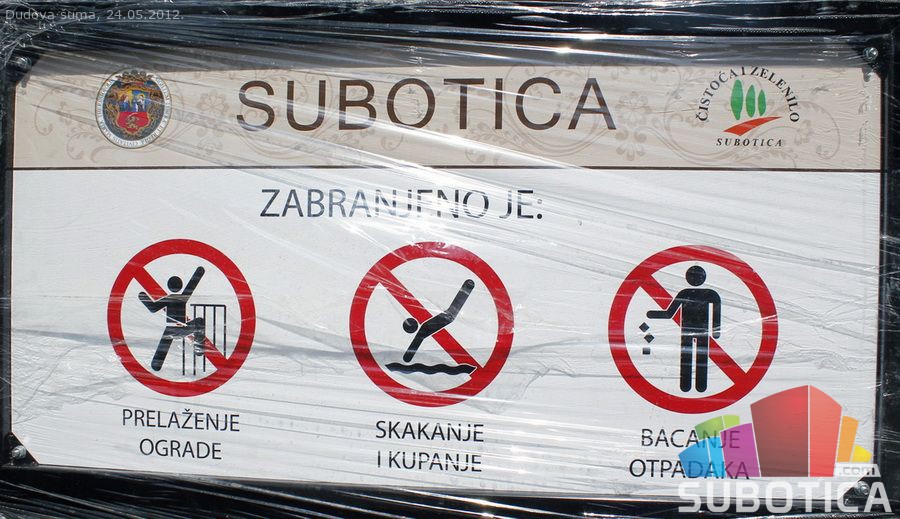 Dudova šuma, 24.05.2012.
SUBOTICA
ČISTOĆA I ZELENILO
SUBOTICA
ZABRANJENO JE:
PRELAŽENJE
OGRADE
SKAKANJE
I KUPANJE
BACANJE
OTPADAKA
.com
SUBOTICA